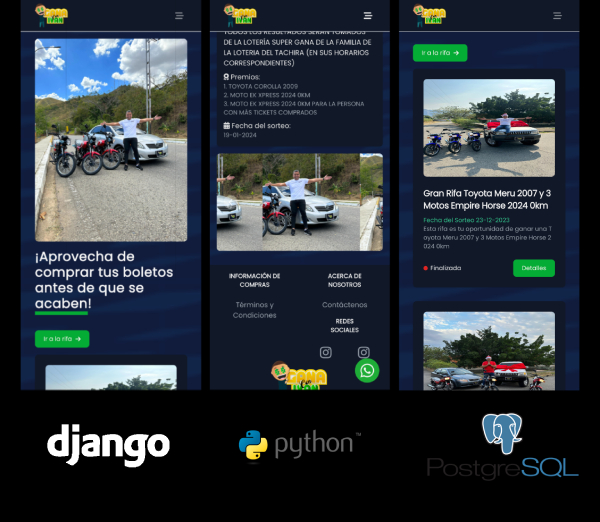 GANA
¡Aprovecha de
comprar tus boletos
antes de que se
acaben!
Ir a la rifa →
GANA
TODOS LOS RESULTADOS SERÁN TOMADOS
DE LA LOTERÍA SUPER GANA DE LA FAMILIA DE
LA LOTERIA DEL TACHIRA (EN SUS HORARIOS
CORRESPONDIENTES)
Premios:
1. TOYOTA COROLLA 2009
2. MOTO EK XPRESS 2024 0KM
3. MOTO EK XPRESS 2024 0KM PARA LA PERSONA
CON MÁS TICKETS COMPRADOS
Fecha del sorteo:
19-01-2024
INFORMACIÓN DE
COMPRAS
Términos y
Condiciones
ACERCA DE
NOSOTROS
Contáctenos
REDES
SOCIALES
GANA
GANA
Ir a la rifa →
Gran Rifa Toyota Meru 2007 y 3
Motos Empire Horse 2024 0km
Fecha del Sorteo 23-12-2023
Esta rifa es tu oportunidad de ganar una T
oyota Meru 2007 y 3 Motos Empire Horse 2
024 0km
Finalizada
Detalles
django
python™
PostgreSQL